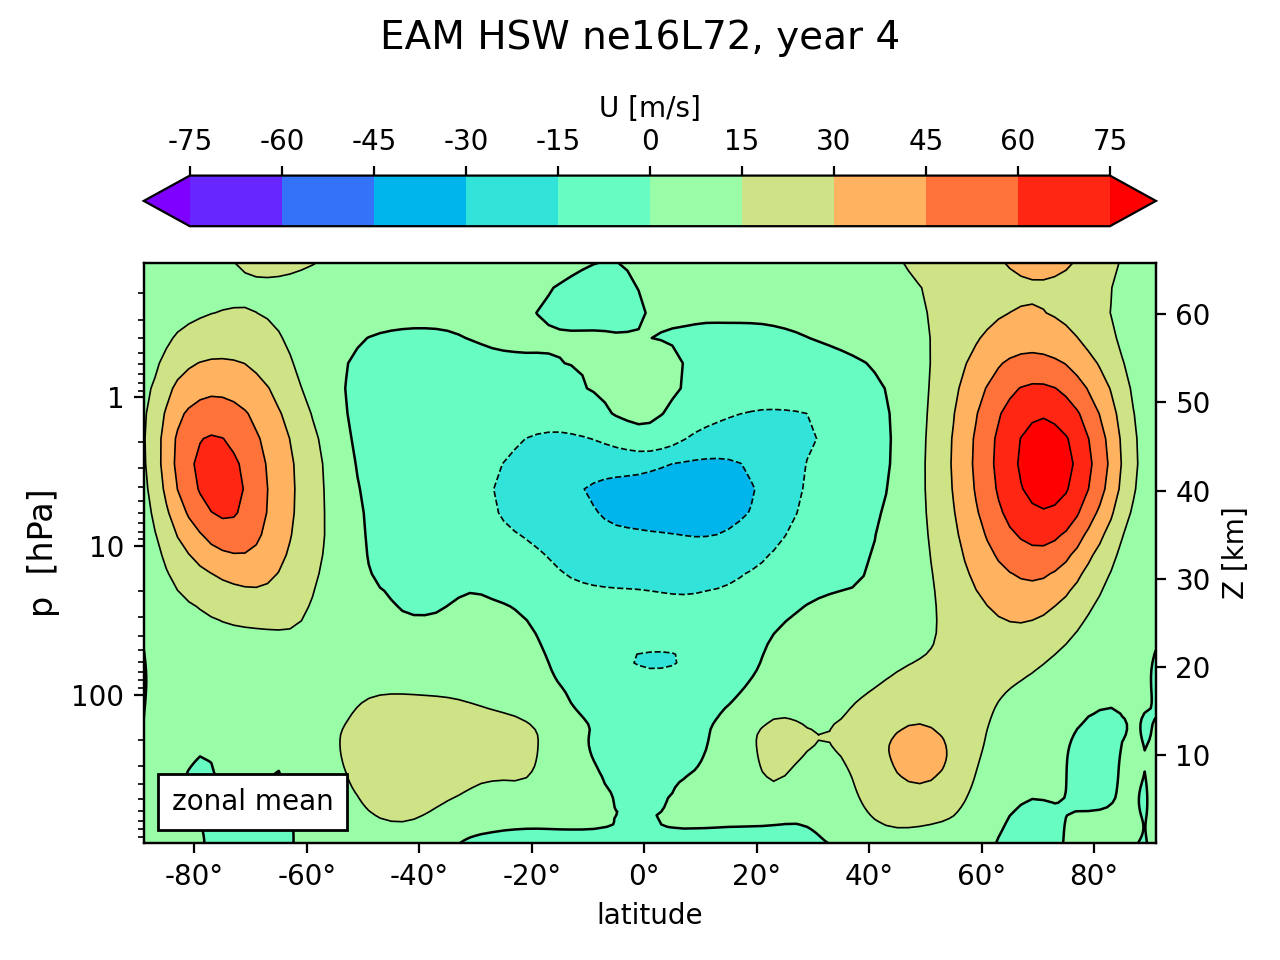 EAM HSW ne16L72, year 4
U [m/s]
-75 -60 -45 -30 -15 0 15 30 45 60 75
p [hPa]
1
10
100
60
50
40
30
20
10
Z [km]
zonal mean
-80° -60° -40° -20° 0° 20° 40° 60° 80°
latitude